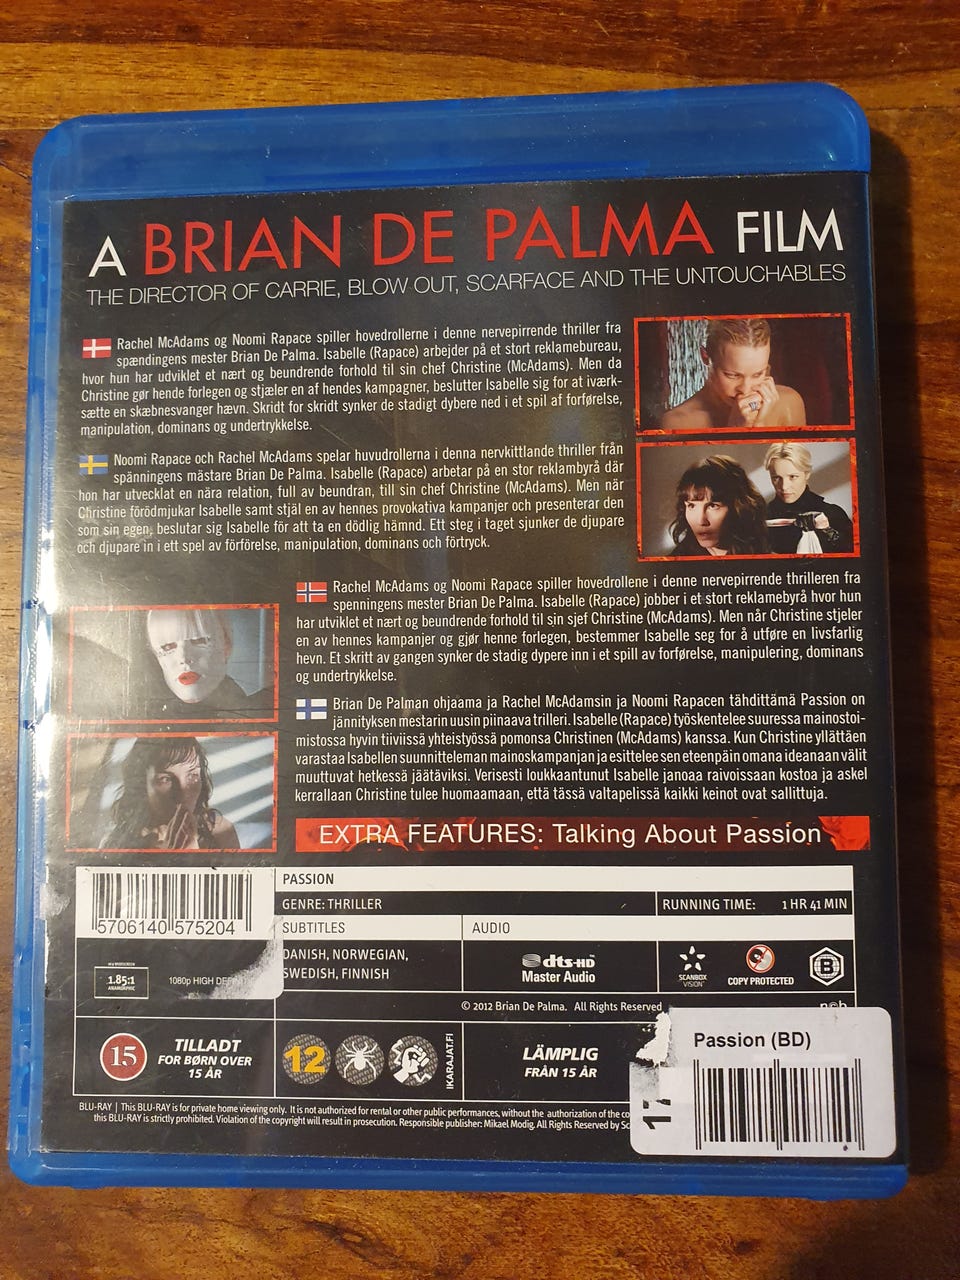 A BRIAN DE PALMA FILM
THE DIRECTOR OF CARRIE, BLOW OUT, SCARFACE AND THE UNTOUCHABLES
Rachel McAdams og Noomi Rapace spiller hovedrollerne i denne nervepirrende thriller fra
spændingens mester Brian De Palma. Isabelle (Rapace) arbejder på et stort reklamebureau,
hvor hun har udviklet et nært og beundrende forhold til sin chef Christine (McAdams). Men da
Christine gør hende forlegen og stjæler en af hendes kampagner, beslutter Isabelle sig for at iværk-
sætte en skæbnesvanger hævn. Skridt for skridt synker de stadigt dybere ned i et spil af forførelse,
manipulation, dominans og undertrykkelse.
Noomi Rapace och Rachel McAdams spelar huvudrollerna i denna nervkittlande thriller från
spänningens mästare Brian De Palma. Isabelle (Rapace) arbetar på en stor reklambyrå där
hon har utvecklat en nära relation, full av beundran, till sin chef Christine (McAdams). Men när
Christine förödmjukar Isabelle samt stjäl en av hennes provokativa kampanjer och presenterar den
som sin egen, beslutar sig Isabelle för att ta en dödlig hämnd. Ett steg i taget sjunker de djupare
och djupare in i ett spel av förförelse, manipulation, dominans och förtryck.
Rachel McAdams og Noomi Rapace spiller hovedrollene i denne nervepirrende thrilleren fra
spenningens mester Brian De Palma. Isabelle (Rapace) jobber i et stort reklamebyrå hvor hun
har utviklet et nært og beundrende forhold til sin sjef Christine (McAdams). Men når Christine stjeler
en av hennes kampanjer og gjør henne forlegen, bestemmer Isabelle seg for å utføre en livsfarlig
hevn. Et skritt av gangen synker de stadig dypere inn i et spill av forførelse, manipulering, dominans
og undertrykkelse.
Brian De Palman ohjaama ja Rachel McAdamsin ja Noomi Rapacen tähdittämä Passion on
jännityksen mestarin uusin piinaava trilleri. Isabelle (Rapace) työskentelee suuressa mainostoi-
mistossa hyvin tiiviissä yhteistyössä pomonsa Christinen (McAdams) kanssa. Kun Christine yllättäen
varastaa Isabellen suunnitteleman mainoskampanjan ja esittelee sen eteenpäin omana ideanaan välit
muuttuvat hetkessä jäätäviksi. Verisesti loukkaantunut Isabelle janoaa raivoissaan kostoa ja askel
kerrallaan Christine tulee huomaamaan, että tässä valtapelissä kaikki keinot ovat sallittuja.
EXTRA FEATURES: Talking About Passion
5706140 575204
PASSION
GENRE: THRILLER
RUNNING TIME: 1 HR 41 MIN
SUBTITLES
AUDIO
DANISH, NORWEGIAN,
SWEDISH, FINNISH
1.85:1
ANAMORPHIC
1080p HIGH
dts-HD
Master Audio
SCANBOX
VISION
COPY PROTECTED
B
© 2012 Brian De Palma. All Rights Reserved
ncb
15
TILLADT
FOR BØRN OVER
15 ÅR
12
IKARAJAT.FI
LÄMPLIG
FRÅN 15 ÅR
Passion (BD)
BLU-RAY | This BLU-RAY is for private home viewing only. It is not authorized for rental or other public performances, without the authorization of the
this BLU-RAY is strictly prohibited. Violation of the copyright will result in prosecution. Responsible publisher: Mikael Modig. All Rights Reserved by